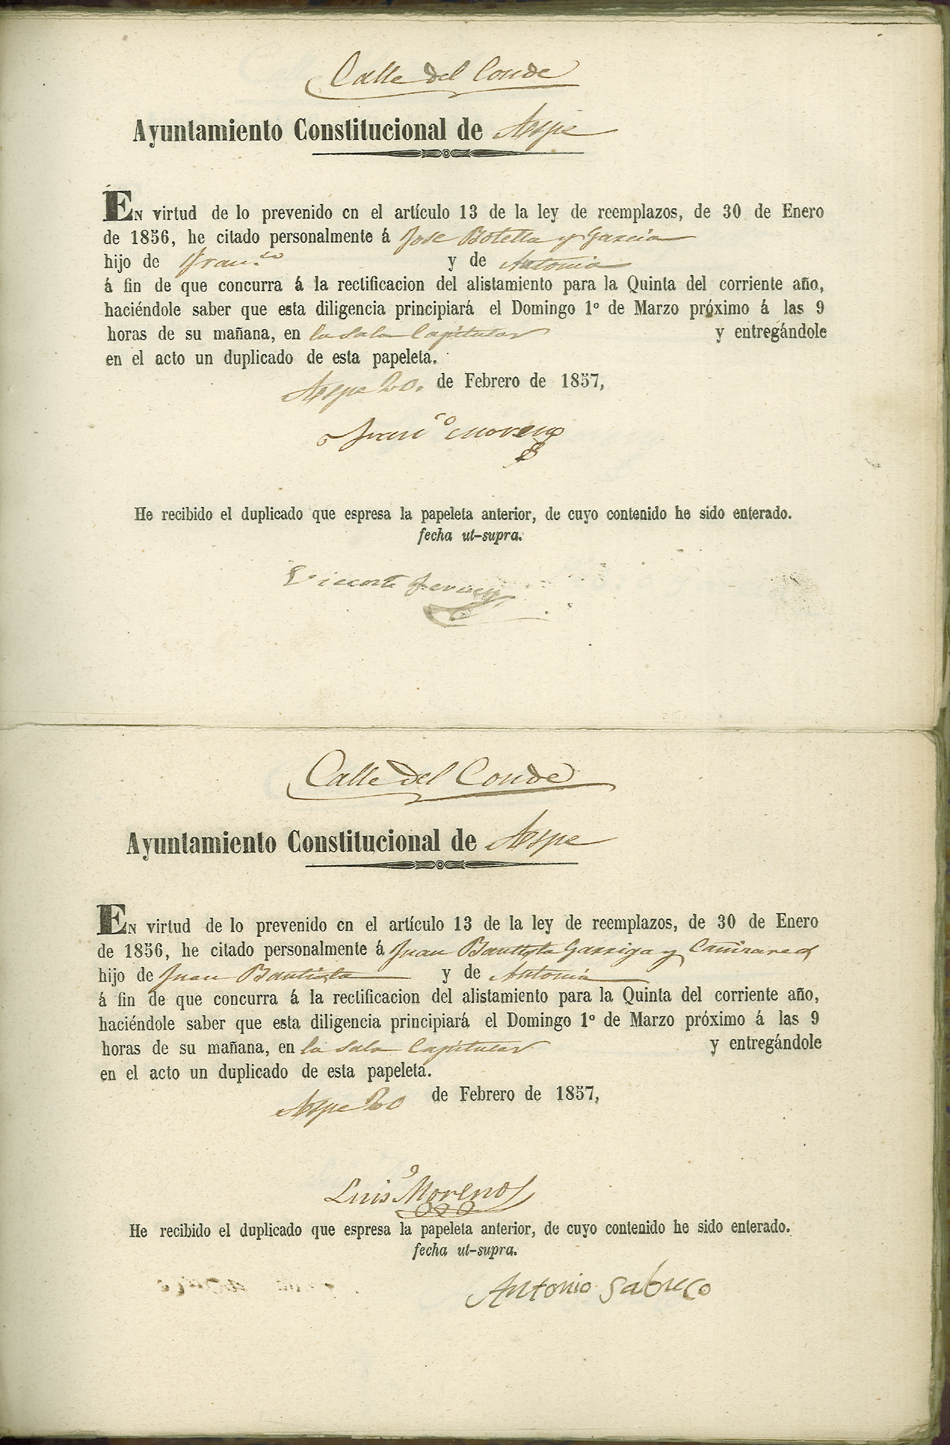 Calle del Conde
Ayuntamiento Constitucional de Aspe
En virtud de lo prevenido en el artículo 13 de la ley de reemplazos, de 30 de Enero
de 1856, he citado personalmente á Jose Botella y Garcia
hijo de Fran.co y de Antonia
á fin de que concurra á la rectificacion del alistamiento para la Quinta del corriente año,
haciéndole saber que esta diligencia principiará el Domingo 1º de Marzo próximo á las 9
horas de su mañana, en la sala Capitular y entregándole
en el acto un duplicado de esta papeleta.
Aspe 20. de Febrero de 1857,
Franco Moreno
He recibido el duplicado que espresa la papeleta anterior, de cuyo contenido he sido enterado.
fecha ut-supra.
Calle del Conde
Ayuntamiento Constitucional de Aspe
En virtud de lo prevenido en el artículo 13 de la ley de reemplazos, de 30 de Enero
de 1856, he citado personalmente á Juan Bautista Garriga y
hijo de Juan Bautista y de Antonia
á fin de que concurra á la rectificacion del alistamiento para la Quinta del corriente año,
haciéndole saber que esta diligencia principiará el Domingo 1º de Marzo próximo á las 9
horas de su mañana, en la sala Capitular y entregándole
en el acto un duplicado de esta papeleta.
Aspe 20 de Febrero de 1857,
Luis Moreno
He recibido el duplicado que espresa la papeleta anterior, de cuyo contenido he sido enterado.
fecha ut-supra.
Antonio